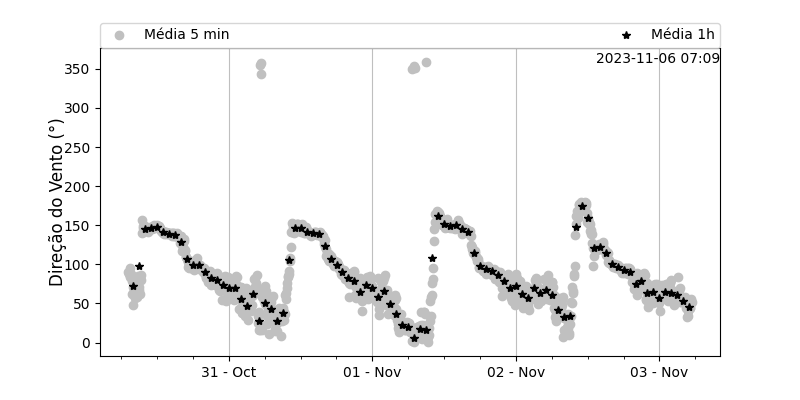 Média 5 min
Média 1h
2023-11-06 07:09
Direção do Vento (°)
350
300
250
200
150
100
50
0
31 - Oct
01 - Nov
02 - Nov
03 - Nov